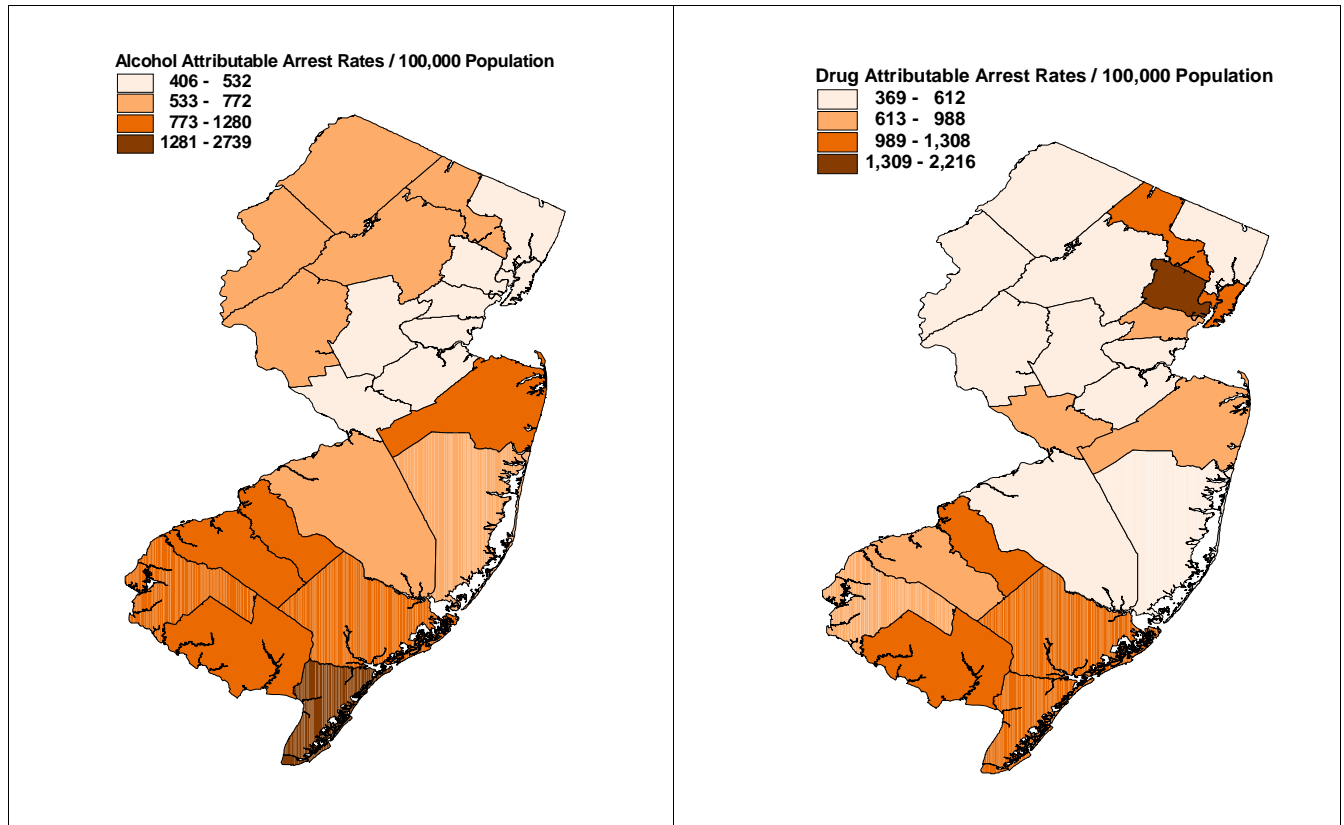 Alcohol Attributable Arrest Rates / 100,000 Population
406 - 532
533 - 772
773 - 1280
1281 - 2739
Drug Attributable Arrest Rates / 100,000 Population
369 - 612
613 - 988
989 - 1,308
1,309 - 2,216